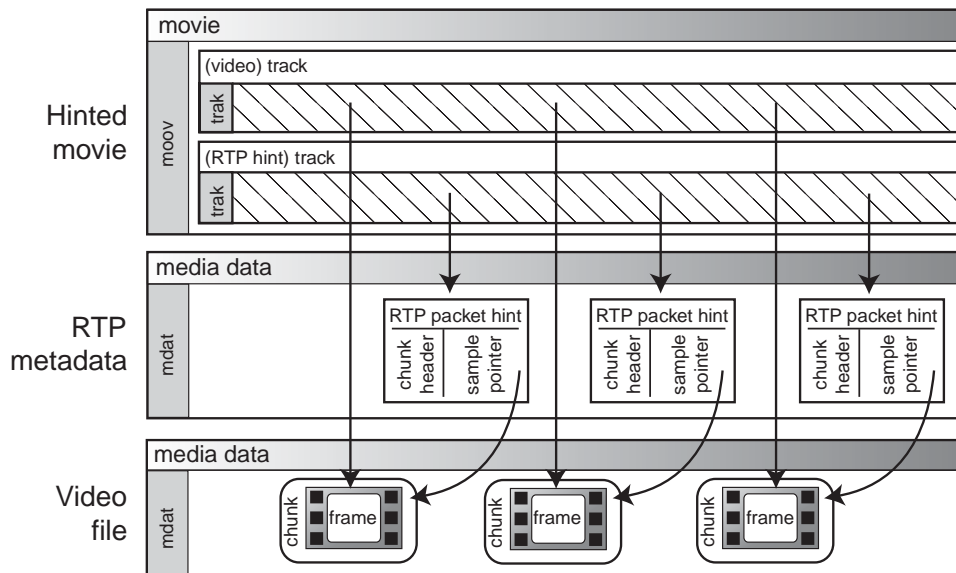 movie
Hinted
movie
moov
(video) track
trak
(RTP hint) track
trak
RTP
metadata
media data
mdat
RTP packet hint
chunk
header
sample
pointer
RTP packet hint
chunk
header
sample
pointer
RTP packet hint
chunk
header
sample
pointer
Video
file
media data
mdat
chunk
frame
chunk
frame
chunk
frame